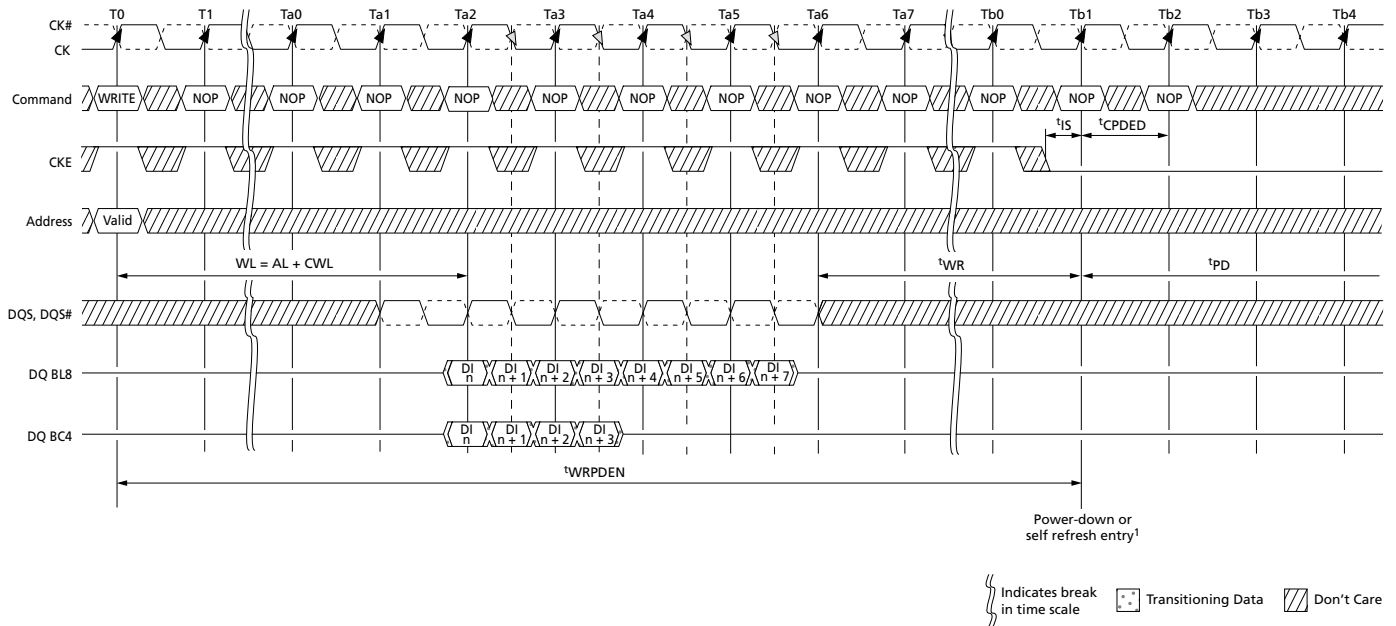 T0 T1 Ta0 Ta1 Ta2 Ta3 Ta4 Ta5 Ta6 Ta7 Tb0 Tb1 Tb2 Tb3 Tb4
CK#
CK
Command WRITE NOP NOP NOP NOP NOP NOP NOP NOP NOP NOP NOP NOP
tIS tCPDED
CKE
Address Valid
WL = AL + CWL tWR tPD
DQS, DQS#
DQ BL8 DI n DI n + 1 DI n + 2 DI n + 3 DI n + 4 DI n + 5 DI n + 6 DI n + 7
DQ BC4 DI n DI n + 1 DI n + 2 DI n + 3
tWRPDEN
Power-down or
self refresh entry1
Indicates break
in time scale
Transitioning Data
Don't Care